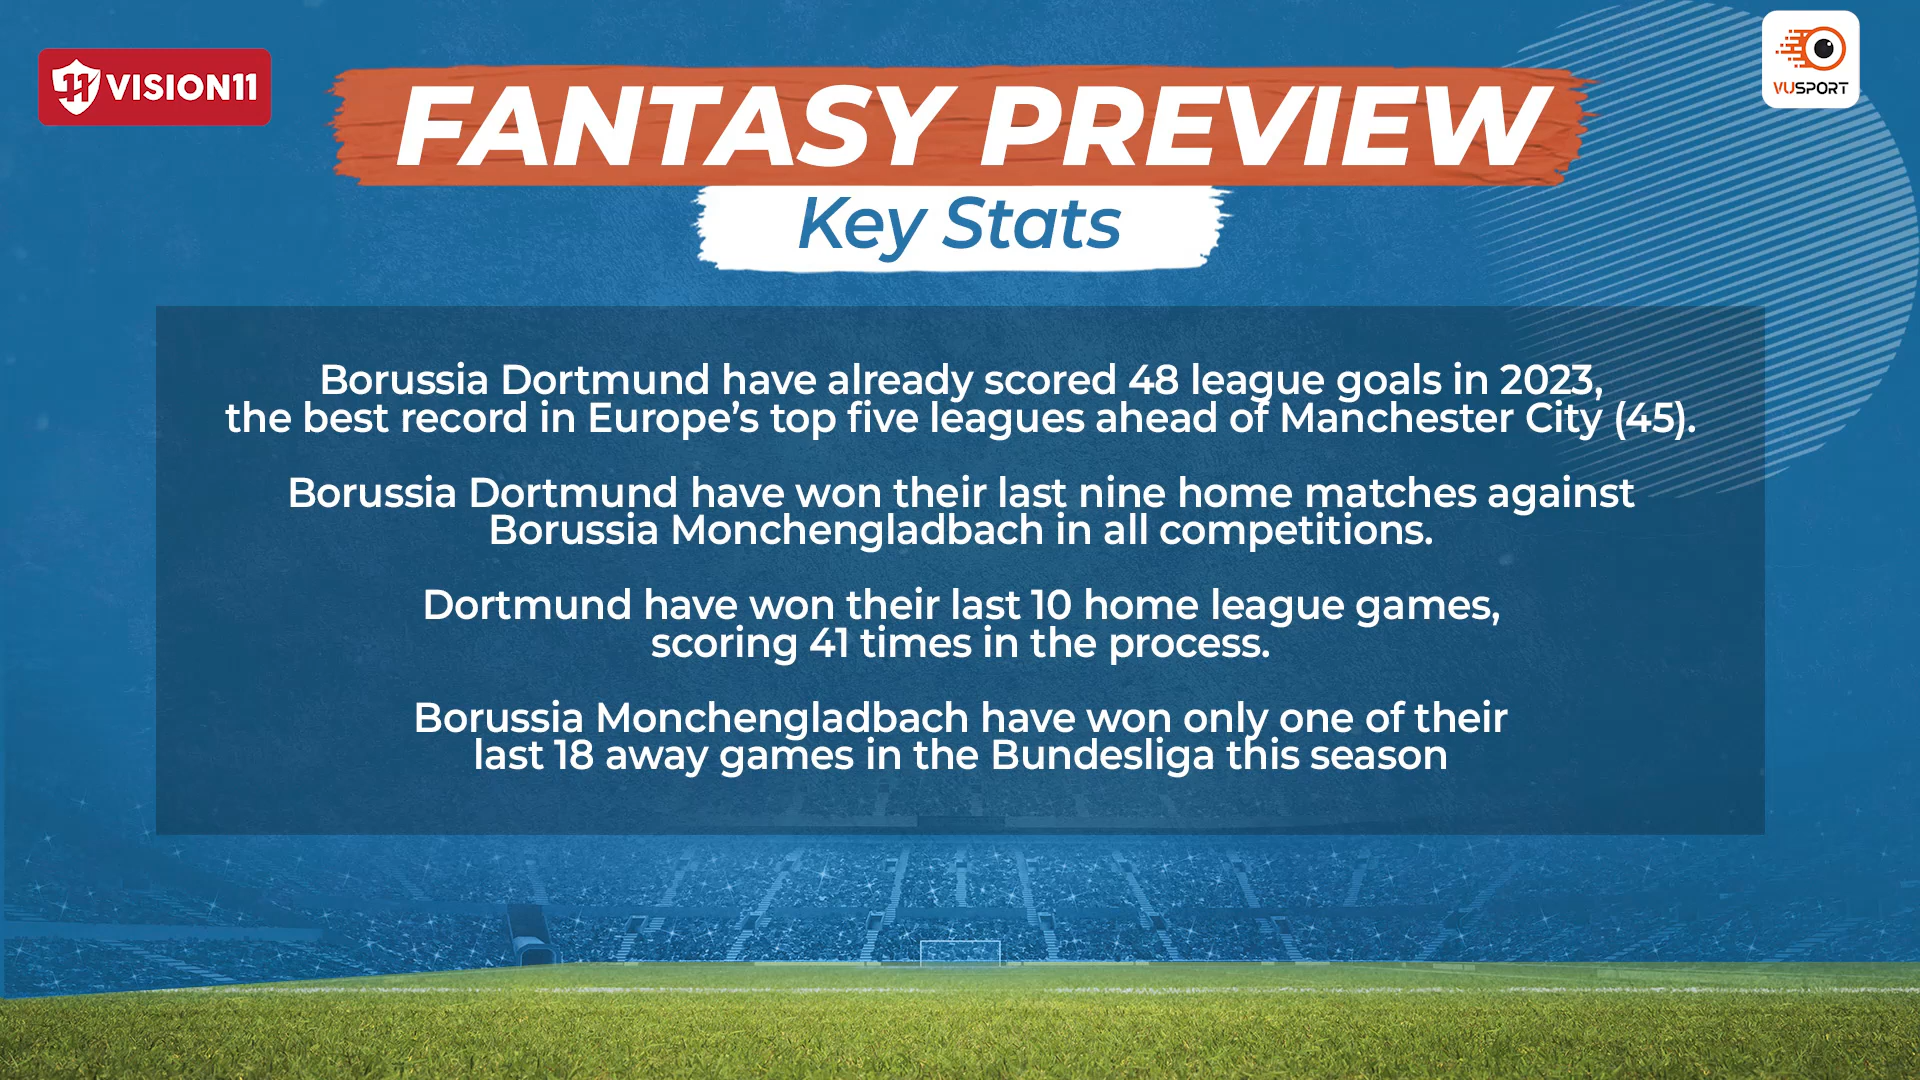 VISION11
VUSPORT
FANTASY PREVIEW
Key Stats
Borussia Dortmund have already scored 48 league goals in 2023,
the best record in Europe’s top five leagues ahead of Manchester City (45).
Borussia Dortmund have won their last nine home matches against
Borussia Monchengladbach in all competitions.
Dortmund have won their last 10 home league games,
scoring 41 times in the process.
Borussia Monchengladbach have won only one of their
last 18 away games in the Bundesliga this season